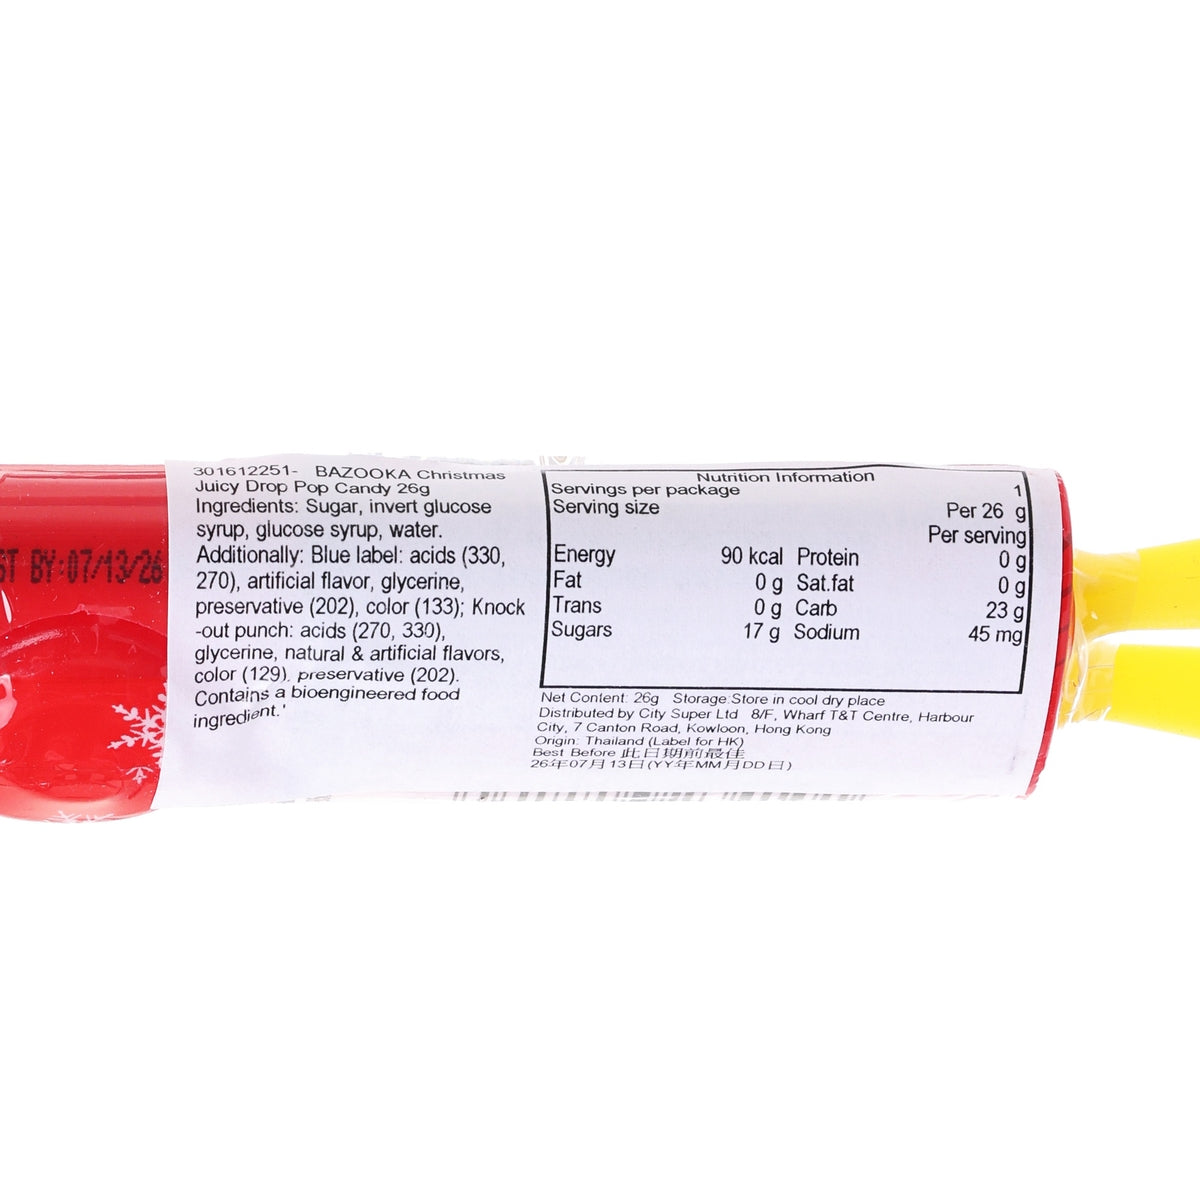 ST BY:07/13/26
301612251- BAZOOKA Christmas
Juicy Drop Pop Candy 26g
Ingredients: Sugar, invert glucose
syrup, glucose syrup, water.
Additionally: Blue label: acids (330,
270), artificial flavor, glycerine,
preservative (202), color (133); Knock
-out punch: acids (270, 330),
glycerine, natural & artificial flavors,
color (129), preservative (202).
Contains a bioengineered food
ingredient.'
Nutrition Information
Servings per package 1
Serving size Per 26 g
Per serving
Energy 90 kcal Protein 0 g
Fat 0 g Sat.fat 0 g
Trans 0 g Carb 23 g
Sugars 17 g Sodium 45 mg
Net Content: 26g Storage:Store in cool dry place
Distributed by City Super Ltd 8/F, Wharf T&T Centre, Harbour
City, 7 Canton Road, Kowloon, Hong Kong
Origin: Thailand (Label for HK)
Best Before 此日期前最佳
26年07月13日(YY年MM月DD日)